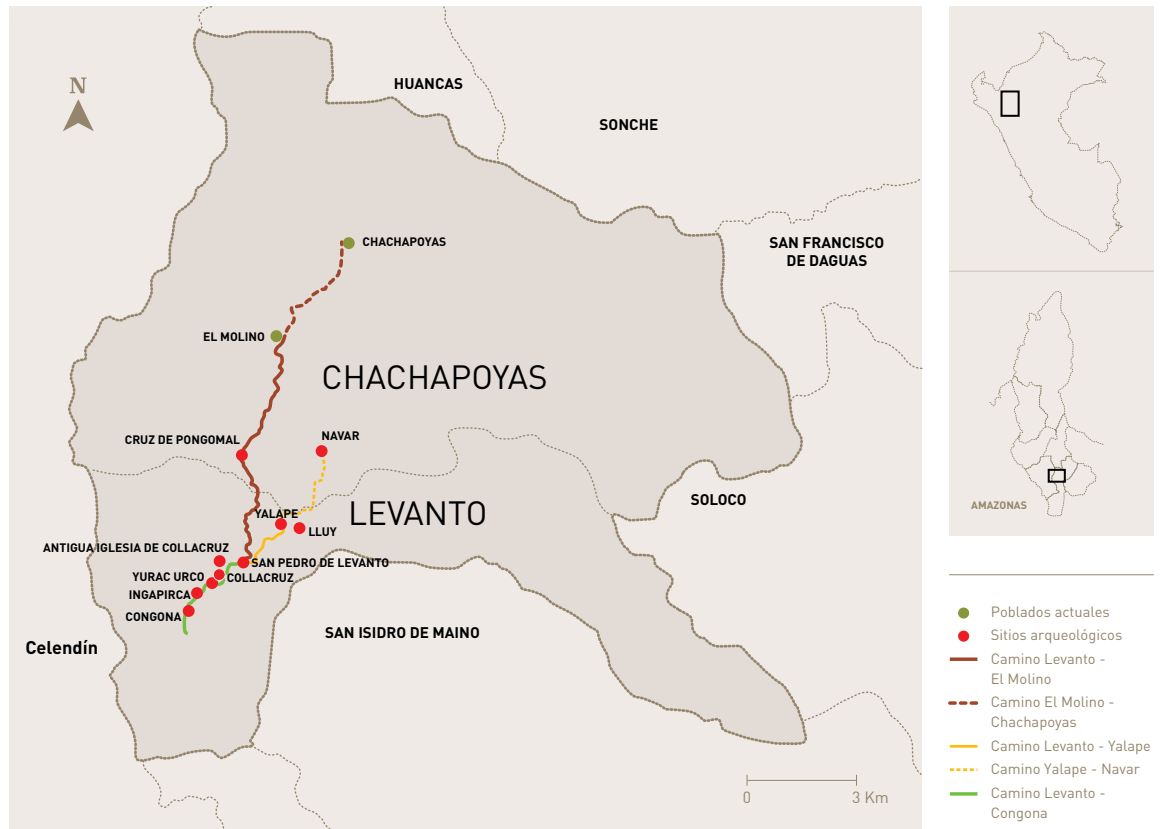 N
HUANCAS
SONCHE
SAN FRANCISCO
DE DAGUAS
CHACHAPOYAS
EL MOLINO
CHACHAPOYAS
CRUZ DE PONGOMAL
NAVAR
SOLOCO
YALAPE
LEVANTO
LLUY
ANTIGUA IGLESIA DE COLLACRUZ
SAN PEDRO DE LEVANTO
YURAC URCO
COLLACRUZ
INGAPIRCA
CONGONA
SAN ISIDRO DE MAINO
Celendín
0
3 Km
AMAZONAS
Poblados actuales
Sitios arqueológicos
Camino Levanto -
El Molino
Camino El Molino -
Chachapoyas
Camino Levanto - Yalape
Camino Yalape - Navar
Camino Levanto -
Congona